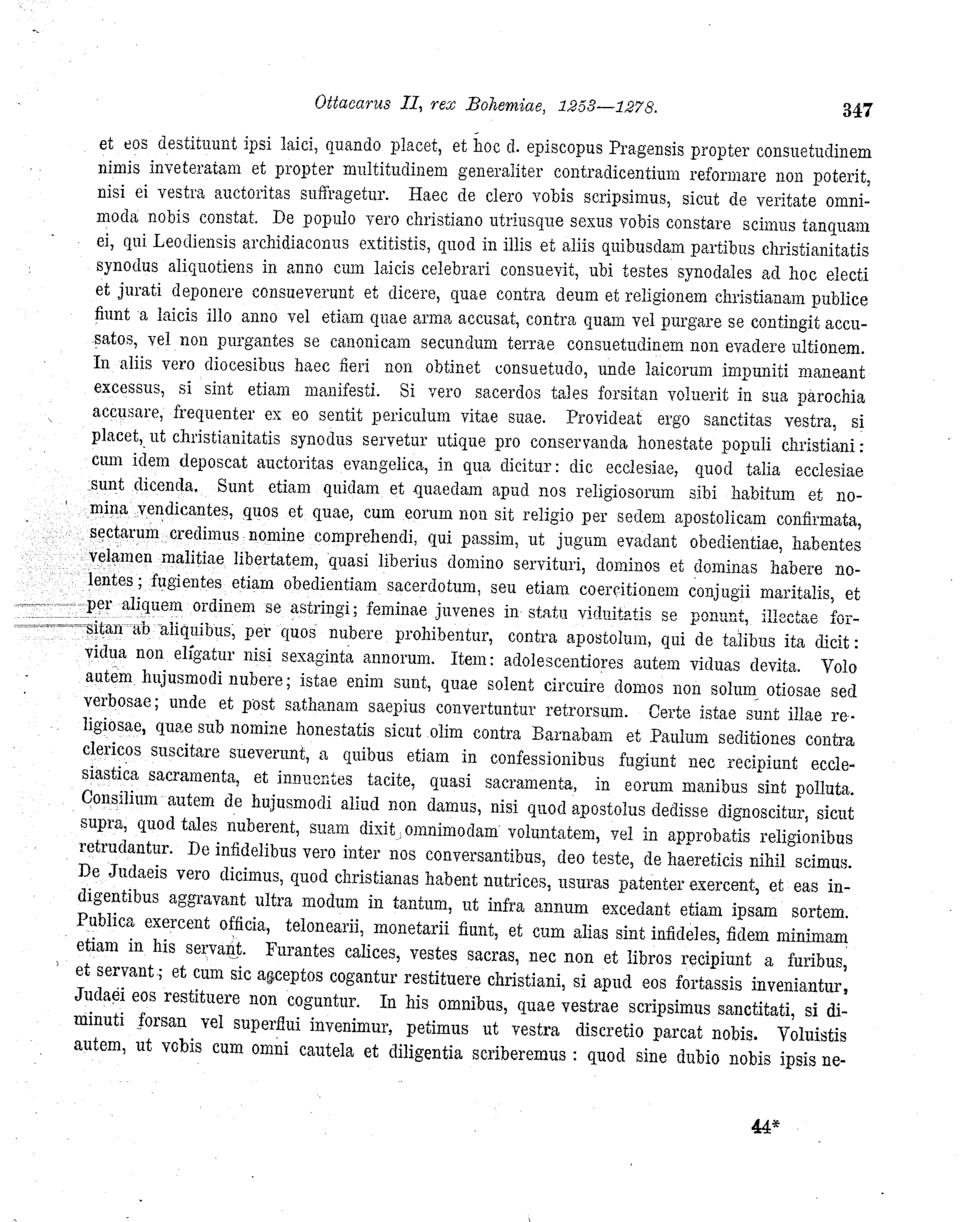 Ottacarus II, rex Bohemiae, 1253—1278. 347
et eos destituunt ipsi laici, quando placet, et hoc d. episcopus Pragensis propter consuetudinem
nimis inveteratam et propter multitudinem generaliter contradicentium reformare non poterit,
nisi ei vestra auctoritas suffragetur. Haec de clero vobis scripsimus, sicut de veritate omni-
moda nobis constat. De populo vero christiano utriusque sexus vobis constare scimus tanquam
ei, qui Leodiensis archidiaconus extitistis, quod in illis et aliis quibusdam partibus christianitatis
synodus aliquotiens in anno cum laicis celebrari consuevit, ubi testes synodales ad hoc electi
et jurati deponere consueverunt et dicere, quae contra deum et religionem christianam publice
fiunt a laicis illo anno vel etiam quae arma accusat, contra quam vel purgare se contingit accu-
satos, vel non purgantes se canonicam secundum terrae consuetudinem non evadere ultionem.
In aliis vero diocesibus haec fieri non obtinet consuetudo, unde laicorum impuniti maneant
excessus, si sint etiam manifesti. Si vero sacerdos tales forsitan voluerit in sua parochia
accusare, frequenter ex eo sentit periculum vitae suae. Provideat ergo sanctitas vestra, si
placet, ut christianitatis synodus servetur utique pro conservanda honestate populi christiani:
cum idem deposcat auctoritas evangelica, in qua dicitur: dic ecclesiae, quod talia ecclesiae
sunt dicenda. Sunt etiam quidam et quaedam apud nos religiosorum sibi habitum et no-
mina vendicantes, quos et quae, cum eorum non sit religio per sedem apostolicam confirmata,
sectarum credimus nomine comprehendi, qui passim, ut jugum evadant obedientiae, habentes
velamen malitiae libertatem, quasi liberius domino servituri, dominos et dominas habere no-
lentes; fugientes etiam obedientiam sacerdotum, seu etiam coercitionem conjugii maritalis, et
per aliquem ordinem se astringi; feminae juvenes in statu viduitatis se ponunt, illectae for-
sitan ab aliquibus, per quos nubere prohibentur, contra apostolum, qui de talibus ita dicit:
vidua non eligatur nisi sexaginta annorum. Item: adolescentiores autem viduas devita. Volo
autem hujusmodi nubere; istae enim sunt, quae solent circuire domos non solum otiosae sed
verbosae; unde et post sathanam saepius convertuntur retrorsum. Certe istae sunt illae re-
ligiosae, quae sub nomine honestatis sicut olim contra Barnabam et Paulum seditiones contra
clericos suscitare sueverunt, a quibus etiam in confessionibus fugiunt nec recipiunt eccle-
siastica sacramenta, et innuentes tacite, quasi sacramenta, in eorum manibus sint polluta.
Consilium autem de hujusmodi aliud non damus, nisi quod apostolus dedisse dignoscitur, sicut
supra, quod tales nuberent, suam dixit omnimodam voluntatem, vel in approbatis religionibus
retrudantur. De infidelibus vero inter nos conversantibus, deo teste, de haereticis nihil scimus.
De Judaeis vero dicimus, quod christianas habent nutrices, usuras patenter exercent, et eas in-
digentibus aggravant ultra modum in tantum, ut infra annum excedant etiam ipsam sortem.
Publica exercent officia, telonearii, monetarii fiunt, et cum alias sint infideles, fidem minimam
etiam in his servant. Furantes calices, vestes sacras, nec non et libros recipiunt a furibus,
et servant; et cum sic acceptos cogantur restituere christiani, si apud eos fortassis inveniantur,
Judaei eos restituere non coguntur. In his omnibus, quae vestrae scripsimus sanctitati, si di-
minuti forsan vel superflui invenimur, petimus ut vestra discretio parcat nobis. Voluistis
autem, ut vobis cum omni cautela et diligentia scriberemus : quod sine dubio nobis ipsis ne-
44*